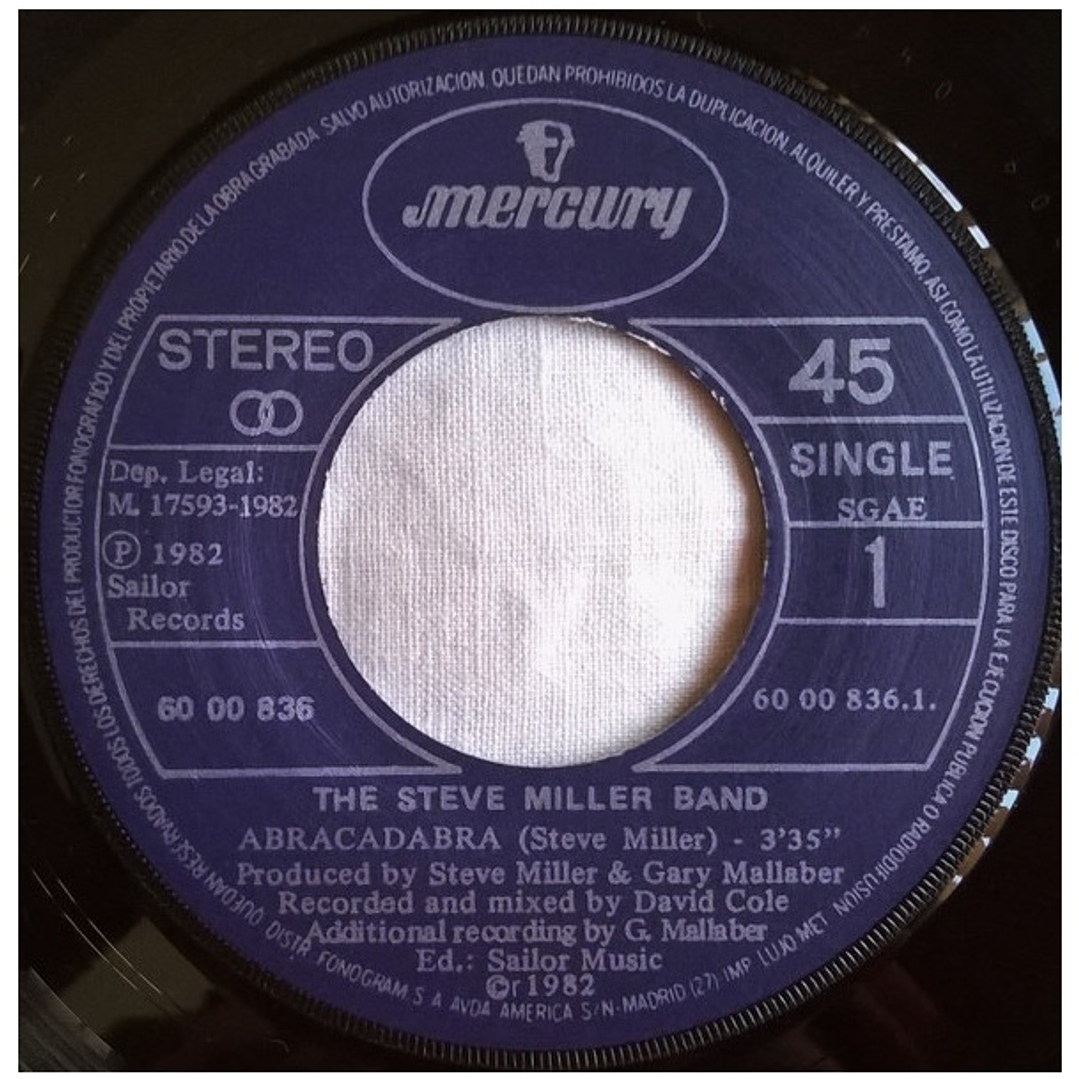 QUEDAN RESERVADOS TODOS LOS DERECHOS DEL PRODUCTOR FONOGRAFICO Y DEL PROPIETARIO DE LA OBRA GRABADA. SALVO AUTORIZACION, QUEDAN PROHIBIDOS LA DUPLICACION, ALQUILER Y PRESTAMO, ASI COMO LA UTILIZACION DE ESTE DISCO PARA LA EJECUCION PUBLICA O RADIODIFUSION
mercury
STEREO
Dep. Legal:
M. 17593-1982
Ⓟ 1982
Sailor
Records
60 00 836
45
SINGLE
SGAE
1
60 00 836.1.
THE STEVE MILLER BAND
ABRACADABRA (Steve Miller) - 3'35"
Produced by Steve Miller & Gary Mallaber
Recorded and mixed by David Cole
Additional recording by G. Mallaber
Ed.: Sailor Music
©r 1982
DISTR. FONOGRAM S A AVDA AMERICA S/N-MADRID (27) IMP LUJO MET